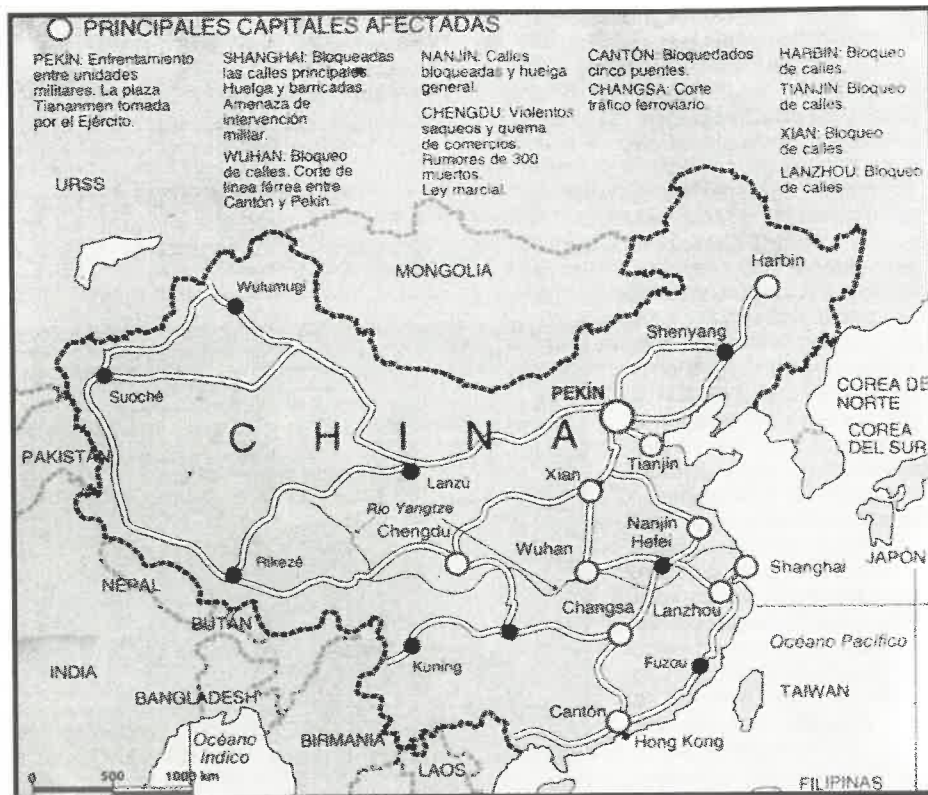 PRINCIPALES CAPITALES AFECTADAS
PEKÍN: Enfrentamiento
entre unidades
militares. La plaza
Tiananmen tomada
por el Ejército.
SHANGHAI: Bloqueadas
las calles principales.
Huelga y barricadas.
Amenaza de
intervención
militar.
WUHAN: Bloqueo
de calles. Corte de
línea férrea entre
Cantón y Pekín.
NANJÍN: Calles
bloqueadas y huelga
general.
CHENGDU: Violentos
saqueos y quema
de comercios.
Rumores de 300
muertos.
Ley marcial.
CANTÓN: Bloquedados
cinco puentes.
CHANGSA: Corte
tráfico ferroviario.
HARBIN: Bloqueo
de calles.
TIANJIN: Bloqueo
de calles.
XIAN: Bloqueo
de calles
LANZHOU: Bloqueo
de calles
URSS
MONGOLIA
Harbin
Wulumugi
Shenyang
Suoché
PEKÍN
COREA DE
NORTE
COREA
DEL SUR
CHINA
PAKISTÁN
Tianjin
Lanzu
Xian
Río Yangtze
Chengdu
Nanjín
Hefei
Wuhan
JAPÓN
Shanghai
Rikezé
NEPAL
Changsa
Lanzhou
BUTÁN
Océano Pacífico
Kuning
Fuzou
INDIA
BANGLADESH
TAIWAN
Cantón
Océano
Indico
BIRMANIA
Hong Kong
LAOS
0 500 1000 km
FILIPINAS